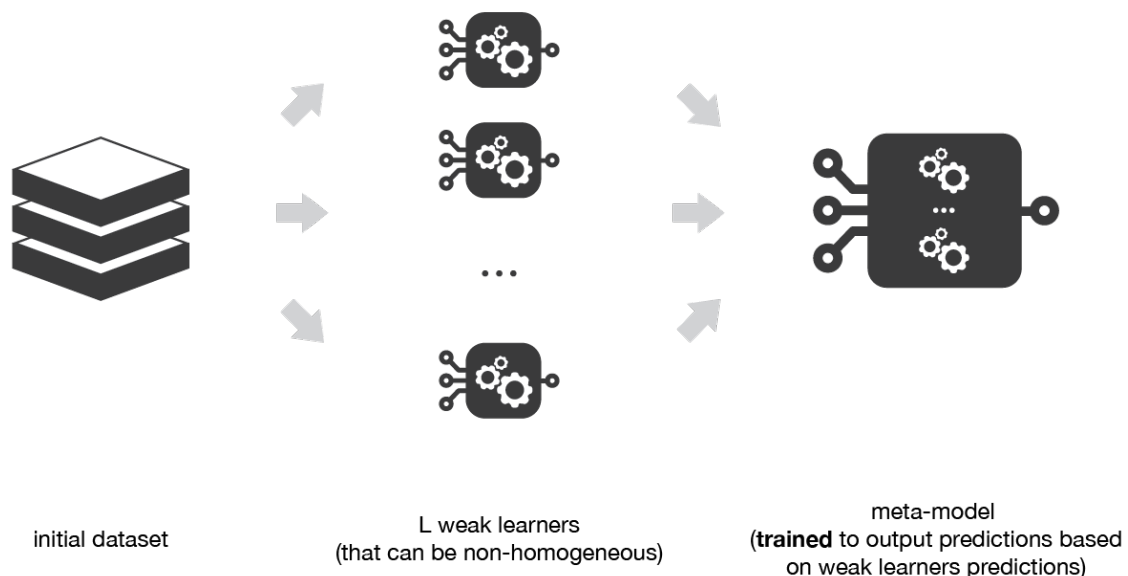 initial dataset
L weak learners
(that can be non-homogeneous)
meta-model
(trained to output predictions based
on weak learners predictions)